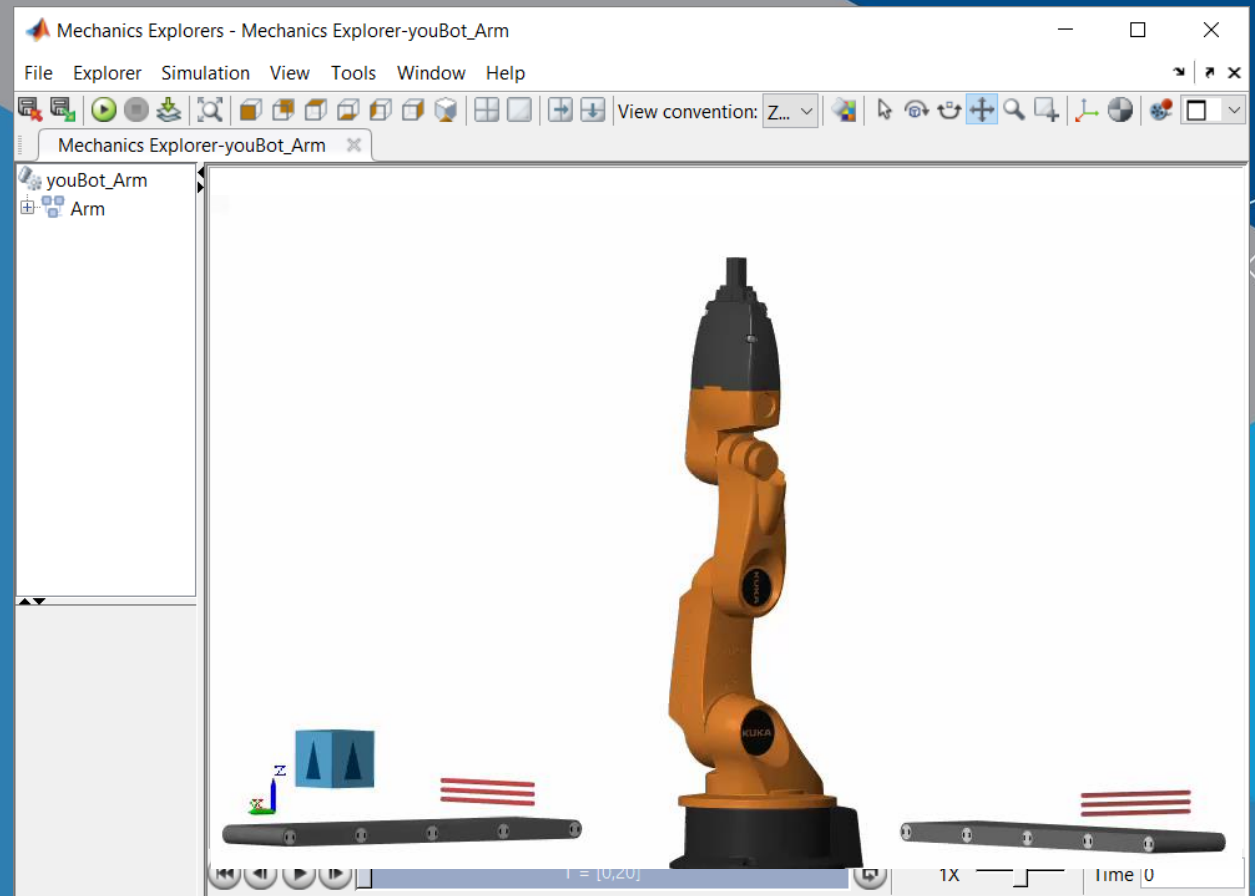 Mechanics Explorers - Mechanics Explorer-youBot_Arm
File Explorer Simulation View Tools Window Help
View convention: Z...
Mechanics Explorer-youBot_Arm
youBot_Arm
Arm
KUKA
KUKA
Z
X
T = [0,20]
1X
Time 0